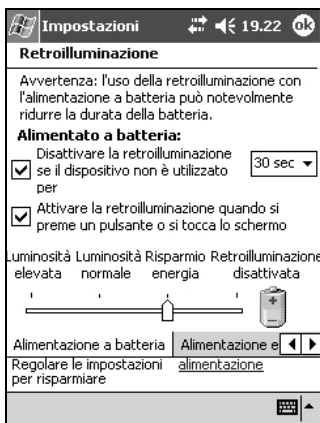 Impostazioni 19.22 ok
Retroilluminazione
Avvertenza: l'uso della retroilluminazione con
l'alimentazione a batteria può notevolmente
ridurre la durata della batteria.
Alimentato a batteria:
Disattivare la retroilluminazione
se il dispositivo non è utilizzato
per
30 sec
Attivare la retroilluminazione quando si
preme un pulsante o si tocca lo schermo
Luminosità Luminosità Risparmio Retroilluminazione
elevata normale energia disattivata
Alimentazione a batteria Alimentazione e
Regolare le impostazioni alimentazione
per risparmiare